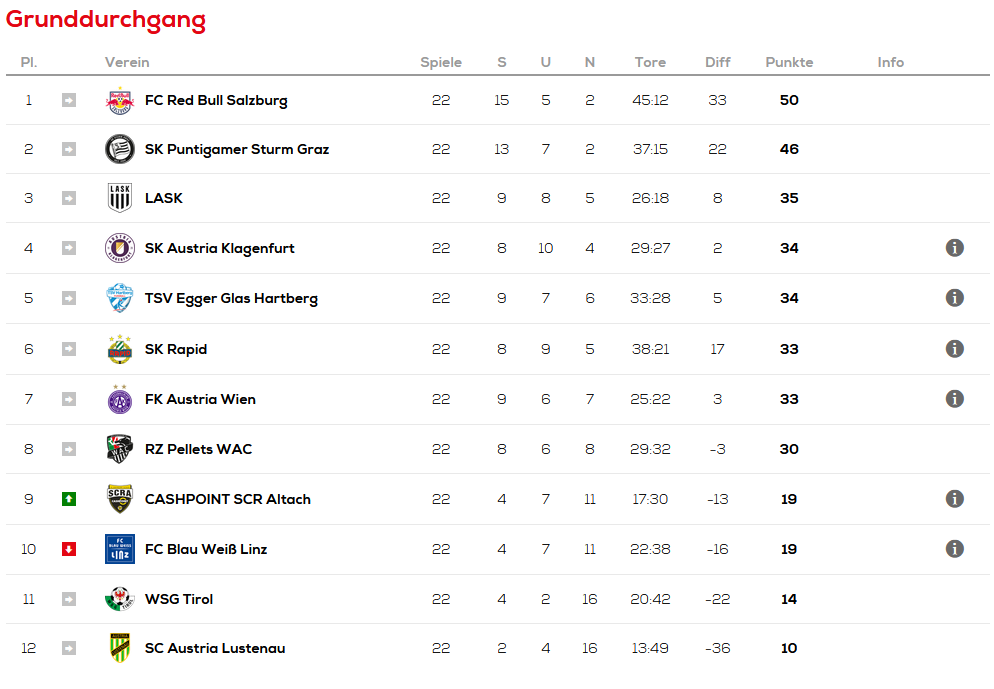 Grunddurchgang
Pl. Verein Spiele S U N Tore Diff Punkte Info
1 FC Red Bull Salzburg 22 15 5 2 45:12 33 50
2 SK Puntigamer Sturm Graz 22 13 7 2 37:15 22 46
3 LASK LASK 22 9 8 5 26:18 8 35
4 SK Austria Klagenfurt 22 8 10 4 29:27 2 34
5 TSV Egger Glas Hartberg 22 9 7 6 33:28 5 34
6 SK Rapid 22 8 9 5 38:21 17 33
7 FK Austria Wien 22 9 6 7 25:22 3 33
8 RZ Pellets WAC 22 8 6 8 29:32 -3 30
9 SCRA CASHPOINT SCR Altach 22 4 7 11 17:30 -13 19
10 FC BLAU WEISS LINZ FC Blau Weiß Linz 22 4 7 11 22:38 -16 19
11 WSG Tirol 22 4 2 16 20:42 -22 14
12 SC Austria Lustenau 22 2 4 16 13:49 -36 10